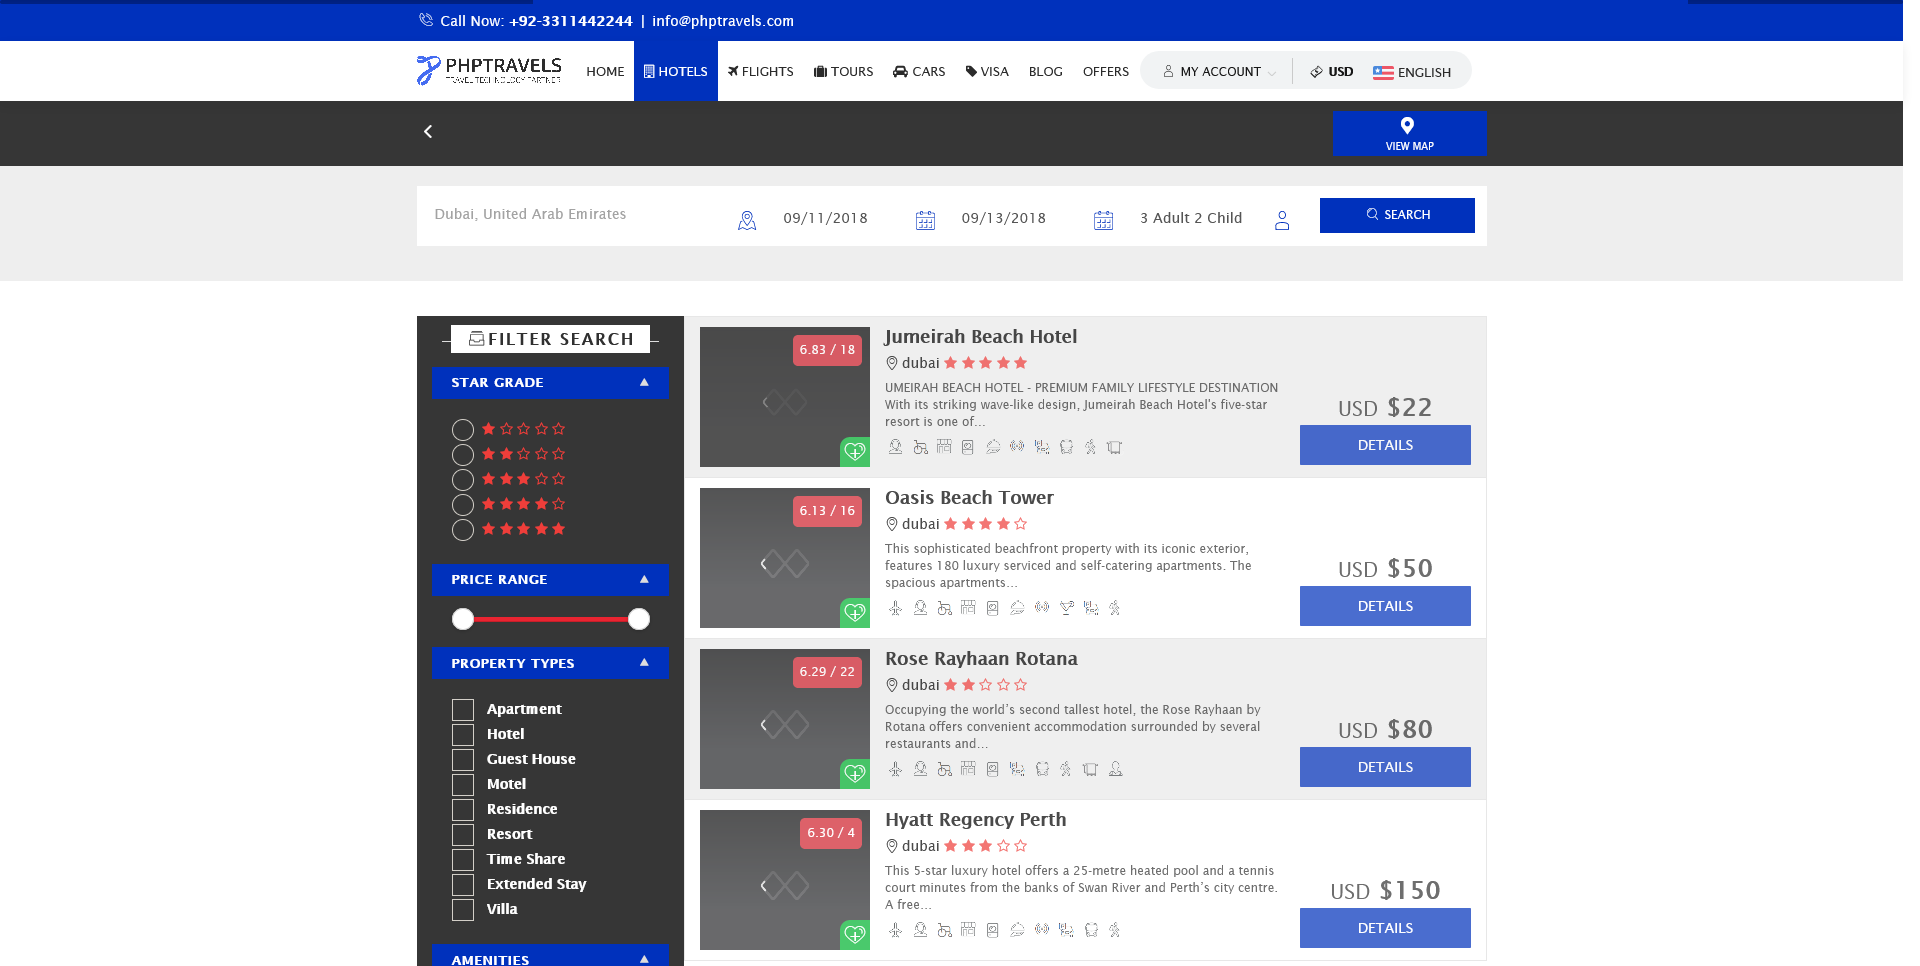 Call Now: +92-3311442244 | info@phptravels.com
PHPTRAVELS
TRAVEL TECHNOLOGY PARTNER
HOME HOTELS FLIGHTS TOURS CARS VISA BLOG OFFERS MY ACCOUNT USD ENGLISH
VIEW MAP
Dubai, United Arab Emirates 09/11/2018 09/13/2018 3 Adult 2 Child SEARCH
FILTER SEARCH
STAR GRADE
PRICE RANGE
PROPERTY TYPES
Apartment
Hotel
Guest House
Motel
Residence
Resort
Time Share
Extended Stay
Villa
AMENITIES
6.83 / 18
Jumeirah Beach Hotel
dubai
UMEIRAH BEACH HOTEL - PREMIUM FAMILY LIFESTYLE DESTINATION
With its striking wave-like design, Jumeirah Beach Hotel's five-star
resort is one of...
USD $22
DETAILS
6.13 / 16
Oasis Beach Tower
dubai
This sophisticated beachfront property with its iconic exterior,
features 180 luxury serviced and self-catering apartments. The
spacious apartments...
USD $50
DETAILS
6.29 / 22
Rose Rayhaan Rotana
dubai
Occupying the world’s second tallest hotel, the Rose Rayhaan by
Rotana offers convenient accommodation surrounded by several
restaurants and...
USD $80
DETAILS
6.30 / 4
Hyatt Regency Perth
dubai
This 5-star luxury hotel offers a 25-metre heated pool and a tennis
court minutes from the banks of Swan River and Perth’s city centre.
A free...
USD $150
DETAILS